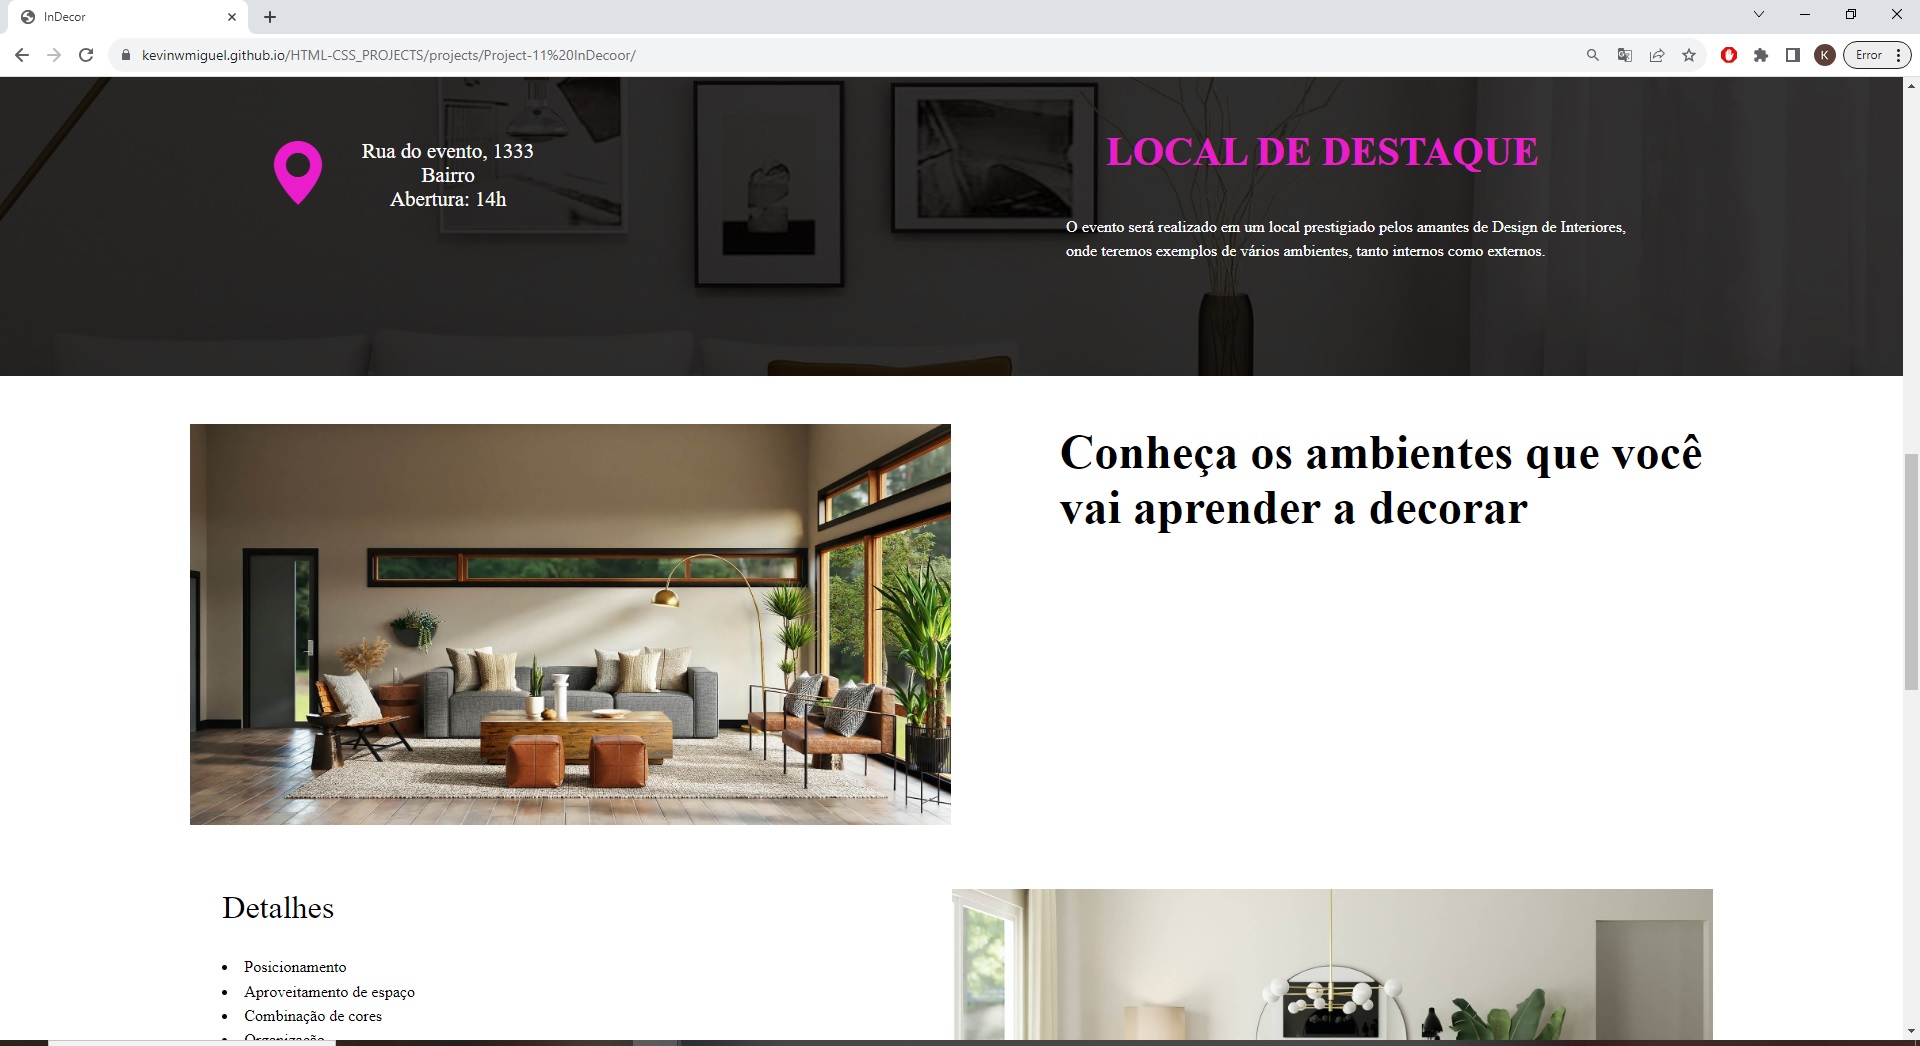 InDecor
kevinwmiguel.github.io/HTML-CSS_PROJECTS/projects/Project-11%20InDecoor/
K
Error
Rua do evento, 1333
Bairro
Abertura: 14h
LOCAL DE DESTAQUE
O evento será realizado em um local prestigiado pelos amantes de Design de Interiores,
onde teremos exemplos de vários ambientes, tanto internos como externos.
Conheça os ambientes que você
vai aprender a decorar
Detalhes
Posicionamento
Aproveitamento de espaço
Combinação de cores
Organização